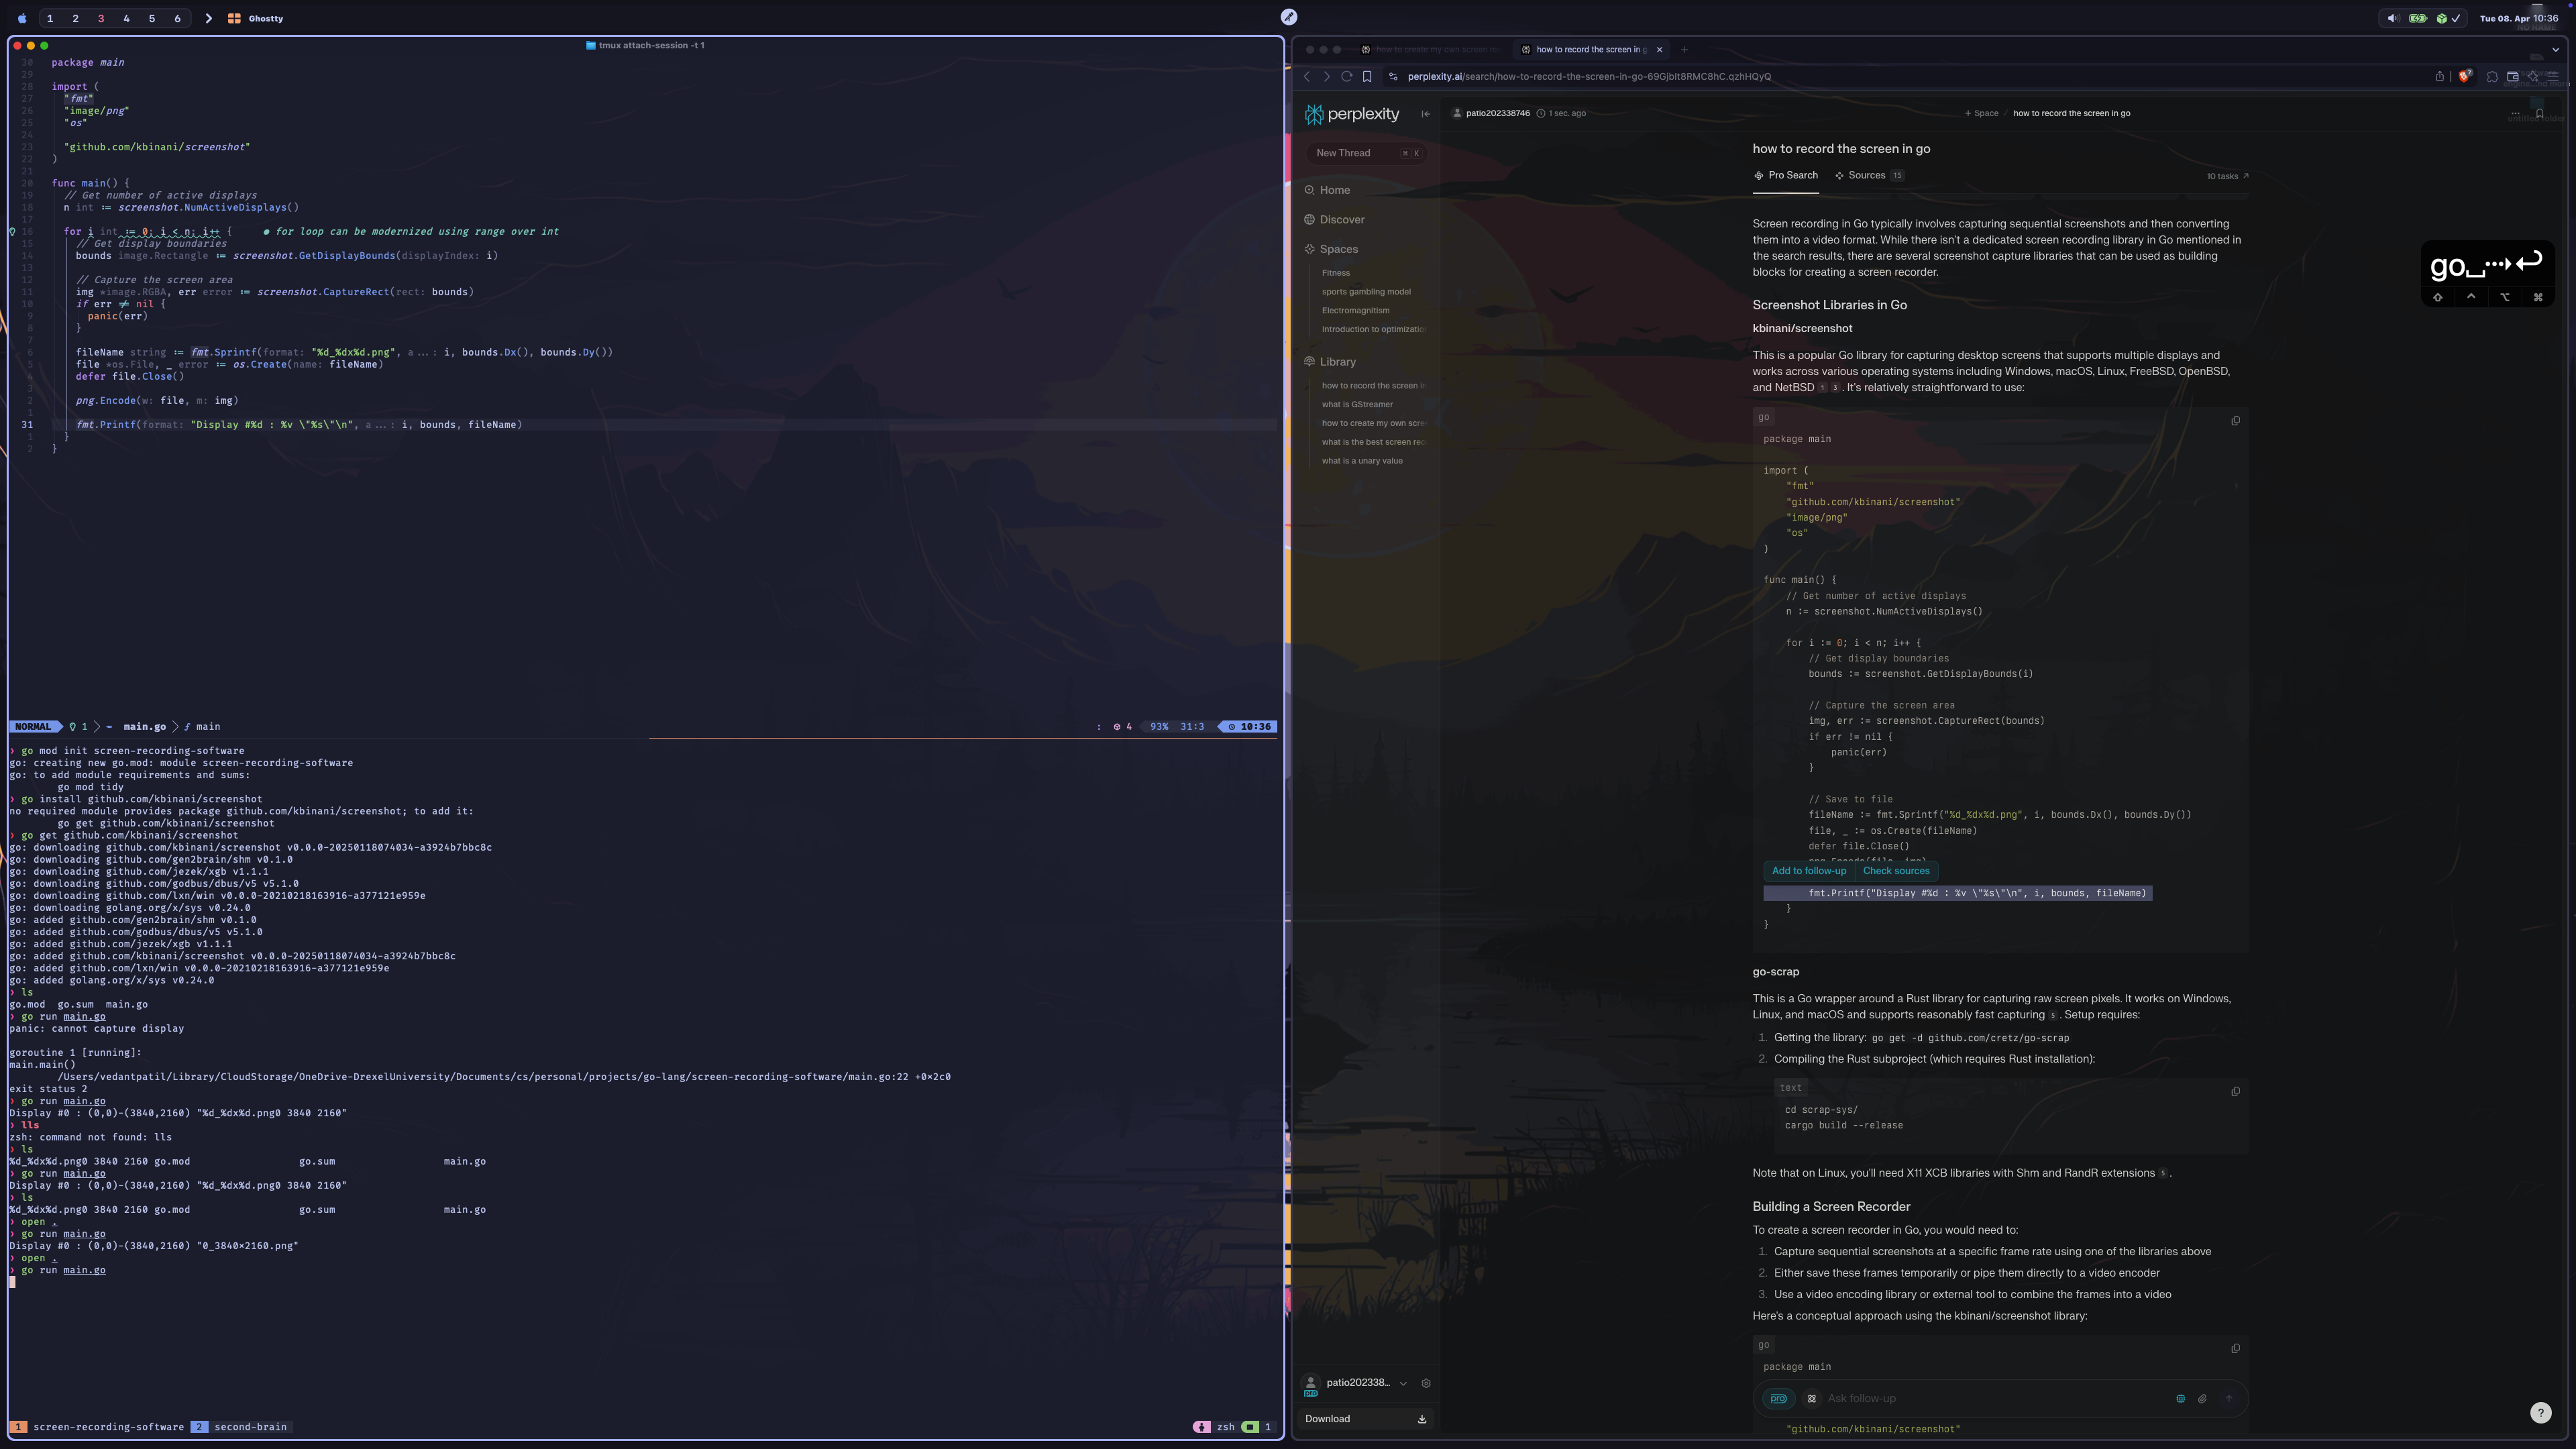 1 2 3 4 5 6 Ghostty
Tue 08. Apr 10:36
tmux attach-session -t 1
30 package main
29
28 import (
27 "fmt"
26 "image/png"
25 "os"
24
23 "github.com/kbinani/screenshot"
22 )
21
20 func main() {
19 // Get number of active displays
18 n int := screenshot.NumActiveDisplays()
17
16 for i int := 0; i < n; i++ { ● for loop can be modernized using range over int
15 // Get display boundaries
14 bounds image.Rectangle := screenshot.GetDisplayBounds(displayIndex: i)
13
12 // Capture the screen area
11 img *image.RGBA, err error := screenshot.CaptureRect(rect: bounds)
10 if err ≠ nil {
9 panic(err)
8 }
7
6 fileName string := fmt.Sprintf(format: "%d_%dx%d.png", a...: i, bounds.Dx(), bounds.Dy())
5 file *os.File, _ error := os.Create(name: fileName)
4 defer file.Close()
3
2 png.Encode(w: file, m: img)
1
31 fmt.Printf(format: "Display #%d : %v \"%s\"\n", a...: i, bounds, fileName)
1 }
2 }
NORMAL 1 main.go ƒ main : 4 93% 31:3 10:36
❯ go mod init screen-recording-software
go: creating new go.mod: module screen-recording-software
go: to add module requirements and sums:
go mod tidy
❯ go install github.com/kbinani/screenshot
no required module provides package github.com/kbinani/screenshot; to add it:
go get github.com/kbinani/screenshot
❯ go get github.com/kbinani/screenshot
go: downloading github.com/kbinani/screenshot v0.0.0-20250118074034-a3924b7bbc8c
go: downloading github.com/gen2brain/shm v0.1.0
go: downloading github.com/jezek/xgb v1.1.1
go: downloading github.com/godbus/dbus/v5 v5.1.0
go: downloading github.com/lxn/win v0.0.0-20210218163916-a377121e959e
go: downloading golang.org/x/sys v0.24.0
go: added github.com/gen2brain/shm v0.1.0
go: added github.com/godbus/dbus/v5 v5.1.0
go: added github.com/jezek/xgb v1.1.1
go: added github.com/kbinani/screenshot v0.0.0-20250118074034-a3924b7bbc8c
go: added github.com/lxn/win v0.0.0-20210218163916-a377121e959e
go: added golang.org/x/sys v0.24.0
❯ ls
go.mod go.sum main.go
❯ go run main.go
panic: cannot capture display
goroutine 1 [running]:
main.main()
/Users/vedantpatil/Library/CloudStorage/OneDrive-DrexelUniversity/Documents/cs/personal/projects/go-lang/screen-recording-software/main.go:22 +0×2c0
exit status 2
❯ go run main.go
Display #0 : (0,0)-(3840,2160) "%d_%dx%d.png0 3840 2160"
❯ lls
zsh: command not found: lls
❯ ls
%d_%dx%d.png0 3840 2160 go.mod go.sum main.go
❯ go run main.go
Display #0 : (0,0)-(3840,2160) "%d_%dx%d.png0 3840 2160"
❯ ls
%d_%dx%d.png0 3840 2160 go.mod go.sum main.go
❯ open .
❯ go run main.go
Display #0 : (0,0)-(3840,2160) "0_3840×2160.png"
❯ open .
❯ go run main.go
1 screen-recording-software 2 second-brain
zsh 1
how to create my own screen re
how to record the screen in g
perplexity.ai/search/how-to-record-the-screen-in-go-69Gjblt8RMC8hC.qzhHQyQ
perplexity
New Thread ⌘ K
Home
Discover
Spaces
Fitness
sports gambling model
Electromagnitism
Introduction to optimizatio
Library
how to record the screen in
what is GStreamer
how to create my own scre
what is the best screen rec
what is a unary value
patio202338...
pro
Download
patio202338746 1 sec. ago
+ Space / how to record the screen in go
untitled folder
how to record the screen in go
Pro Search Sources 15 10 tasks
Screen recording in Go typically involves capturing sequential screenshots and then converting
them into a video format. While there isn't a dedicated screen recording library in Go mentioned in
the search results, there are several screenshot capture libraries that can be used as building
blocks for creating a screen recorder.
Screenshot Libraries in Go
kbinani/screenshot
This is a popular Go library for capturing desktop screens that supports multiple displays and
works across various operating systems including Windows, macOS, Linux, FreeBSD, OpenBSD,
and NetBSD 1 3 . It's relatively straightforward to use:
go
package main
import (
"fmt"
"github.com/kbinani/screenshot"
"image/png"
"os"
)
func main() {
// Get number of active displays
n := screenshot.NumActiveDisplays()
for i := 0; i < n; i++ {
// Get display boundaries
bounds := screenshot.GetDisplayBounds(i)
// Capture the screen area
img, err := screenshot.CaptureRect(bounds)
if err != nil {
panic(err)
}
// Save to file
fileName := fmt.Sprintf("%d_%dx%d.png", i, bounds.Dx(), bounds.Dy())
file, _ := os.Create(fileName)
defer file.Close()
Add to follow-up Check sources
fmt.Printf("Display #%d : %v \"%s\"\n", i, bounds, fileName)
}
}
go-scrap
This is a Go wrapper around a Rust library for capturing raw screen pixels. It works on Windows,
Linux, and macOS and supports reasonably fast capturing 5 . Setup requires:
1. Getting the library: go get -d github.com/cretz/go-scrap
2. Compiling the Rust subproject (which requires Rust installation):
text
cd scrap-sys/
cargo build --release
Note that on Linux, you'll need X11 XCB libraries with Shm and RandR extensions 5 .
Building a Screen Recorder
To create a screen recorder in Go, you would need to:
1. Capture sequential screenshots at a specific frame rate using one of the libraries above
2. Either save these frames temporarily or pipe them directly to a video encoder
3. Use a video encoding library or external tool to combine the frames into a video
Here's a conceptual approach using the kbinani/screenshot library:
go
package main
pro Ask follow-up
"github.com/kbinani/screenshot"
go␣⋯⇢↩
⇧ ⌃ ⌥ ⌘
?